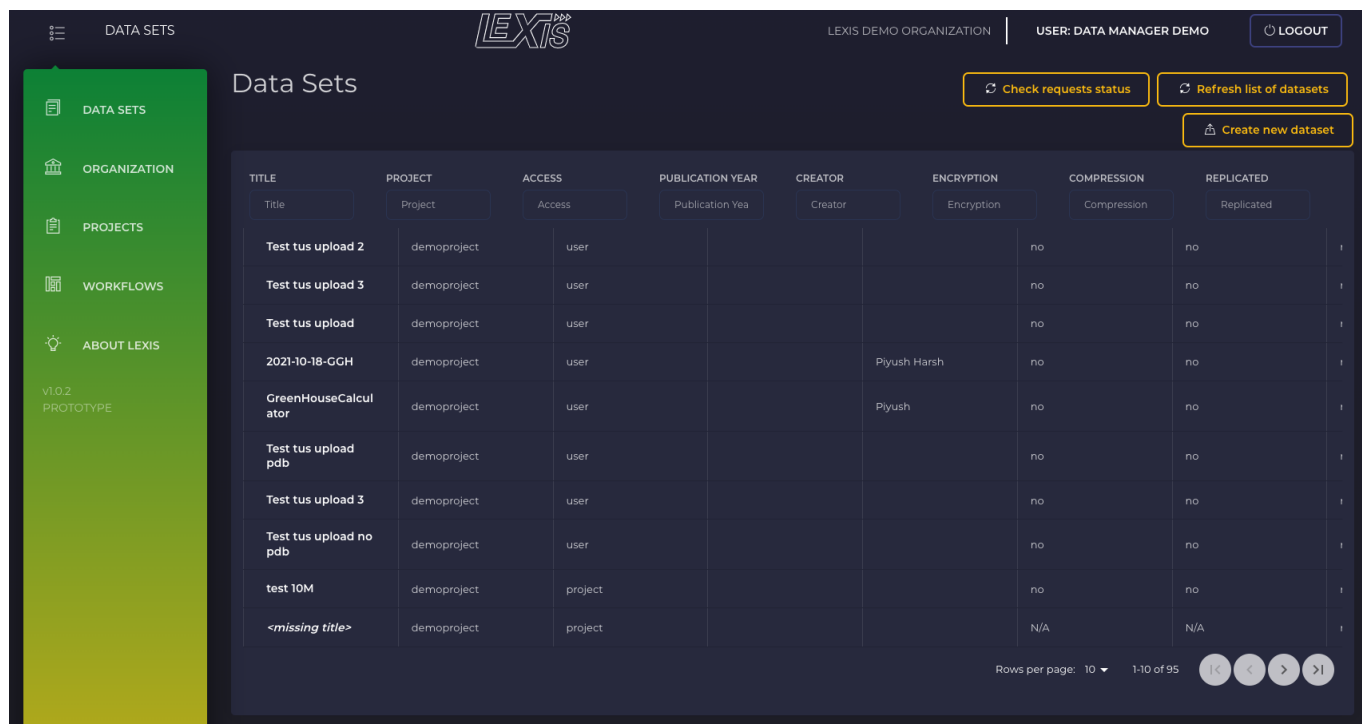 DATA SETS
LEXIS
LEXIS DEMO ORGANIZATION
USER: DATA MANAGER DEMO
LOGOUT
DATA SETS
ORGANIZATION
PROJECTS
WORKFLOWS
ABOUT LEXIS
v1.0.2
PROTOTYPE
Data Sets
Check requests status
Refresh list of datasets
Create new dataset
TITLE PROJECT ACCESS PUBLICATION YEAR CREATOR ENCRYPTION COMPRESSION REPLICATED
Title Project Access Publication Yea Creator Encryption Compression Replicated
Test tus upload 2 demoproject user no no
Test tus upload 3 demoproject user no no
Test tus upload demoproject user no no
2021-10-18-GGH demoproject user Piyush Harsh no no
GreenHouseCalcul
ator demoproject user Piyush no no
Test tus upload
pdb demoproject user no no
Test tus upload 3 demoproject user no no
Test tus upload no
pdb demoproject user no no
test 10M demoproject project no no
<missing title> demoproject project N/A N/A
Rows per page: 10 1-10 of 95